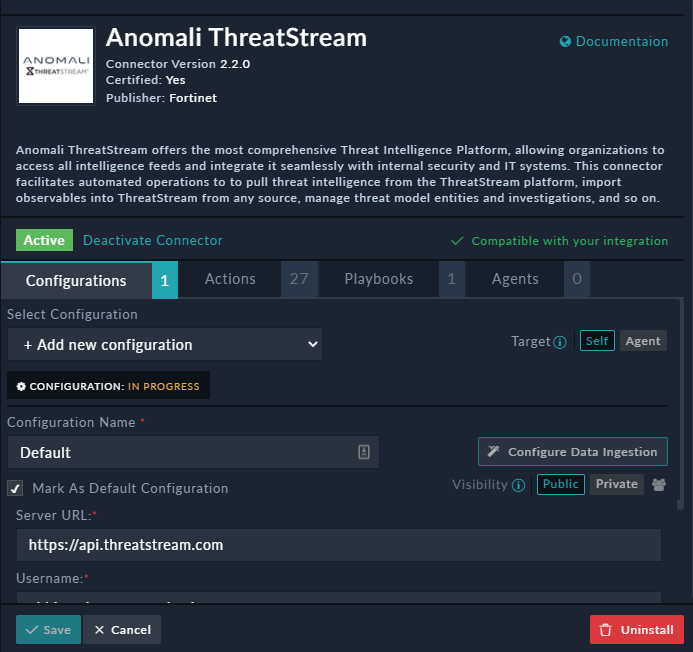 ANOMALI
THREATSTREAM
Anomali ThreatStream
Documentaion
Connector Version 2.2.0
Certified: Yes
Publisher: Fortinet
Anomali ThreatStream offers the most comprehensive Threat Intelligence Platform, allowing organizations to
access all intelligence feeds and integrate it seamlessly with internal security and IT systems. This connector
facilitates automated operations to to pull threat intelligence from the ThreatStream platform, import
observables into ThreatStream from any source, manage threat model entities and investigations, and so on.
Active Deactivate Connector Compatible with your integration
Configurations 1 Actions 27 Playbooks 1 Agents 0
Select Configuration
+ Add new configuration Target Self Agent
CONFIGURATION: IN PROGRESS
Configuration Name *
Default Configure Data Ingestion
Mark As Default Configuration Visibility Public Private
Server URL:*
https://api.threatstream.com
Username:*
Save Cancel Uninstall